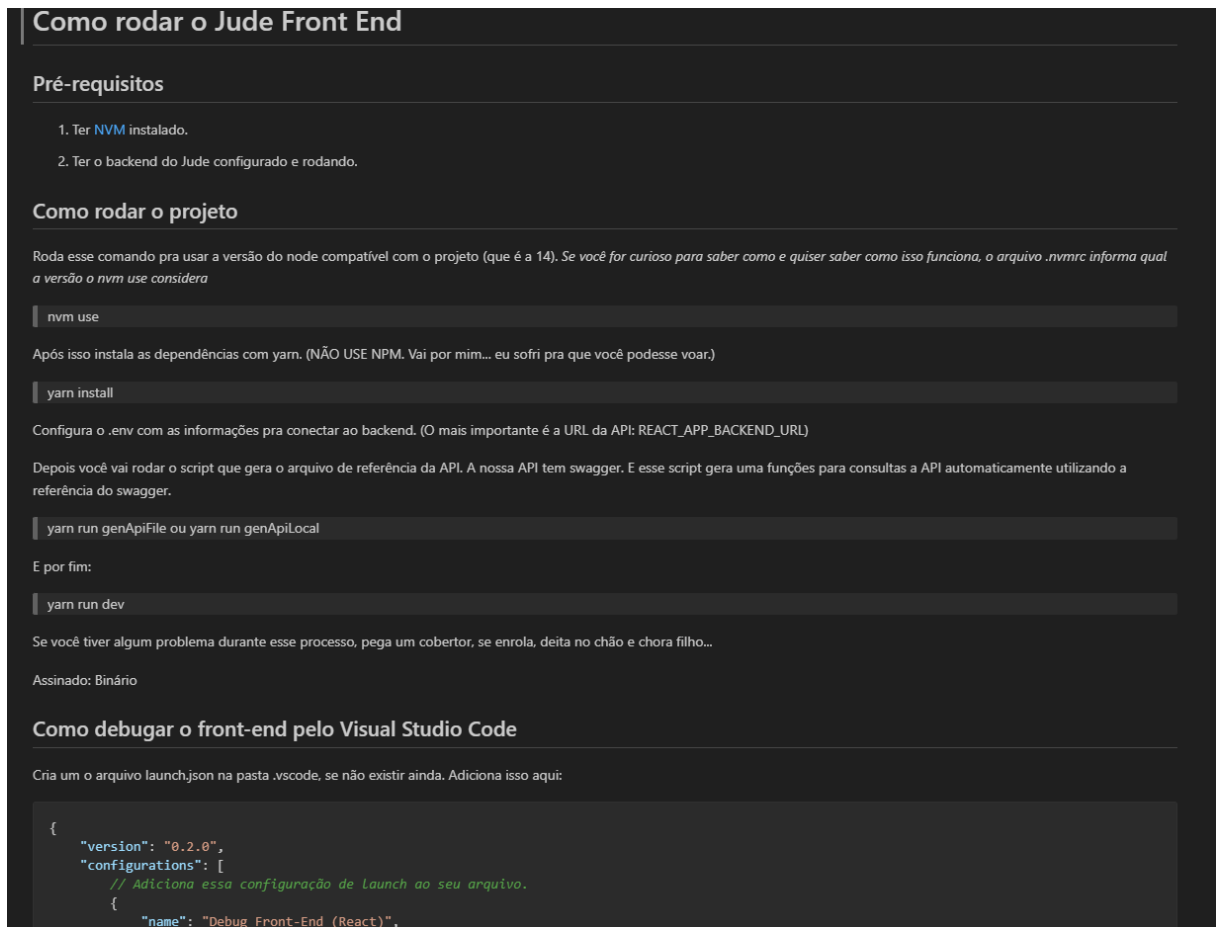 Como rodar o Jude Front End
Pré-requisitos
1. Ter NVM instalado.
2. Ter o backend do Jude configurado e rodando.
Como rodar o projeto
Roda esse comando pra usar a versão do node compatível com o projeto (que é a 14). Se você for curioso para saber como e quiser saber como isso funciona, o arquivo .nvmrc informa qual
a versão o nvm use considera
nvm use
Após isso instala as dependências com yarn. (NÃO USE NPM. Vai por mim... eu sofri pra que você podesse voar.)
yarn install
Configura o .env com as informações pra conectar ao backend. (O mais importante é a URL da API: REACT_APP_BACKEND_URL)
Depois você vai rodar o script que gera o arquivo de referência da API. A nossa API tem swagger. E esse script gera uma funções para consultas a API automaticamente utilizando a
referência do swagger.
yarn run genApiFile ou yarn run genApiLocal
E por fim:
yarn run dev
Se você tiver algum problema durante esse processo, pega um cobertor, se enrola, deita no chão e chora filho...
Assinado: Binário
Como debugar o front-end pelo Visual Studio Code
Cria um o arquivo launch.json na pasta .vscode, se não existir ainda. Adiciona isso aqui:
{
"version": "0.2.0",
"configurations": [
// Adiciona essa configuração de launch ao seu arquivo.
{
"name": "Debug Front-End (React)",